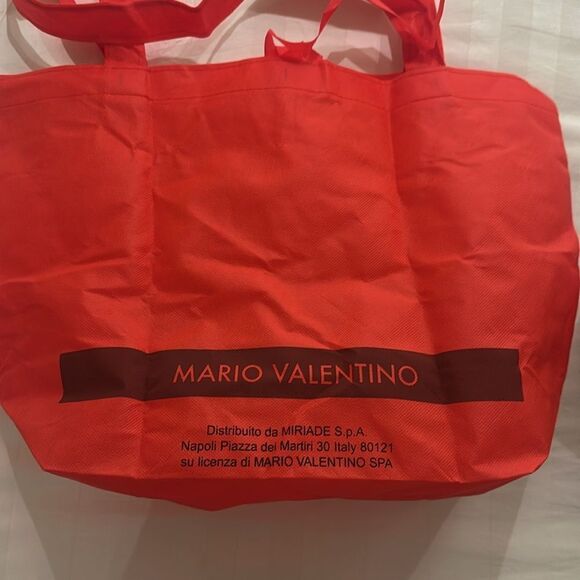 MARIO VALENTINO
Distribuito da MIRIADE S.p.A.
Napoli Piazza dei Martiri 30 Italy 80121
su licenza di MARIO VALENTINO SPA